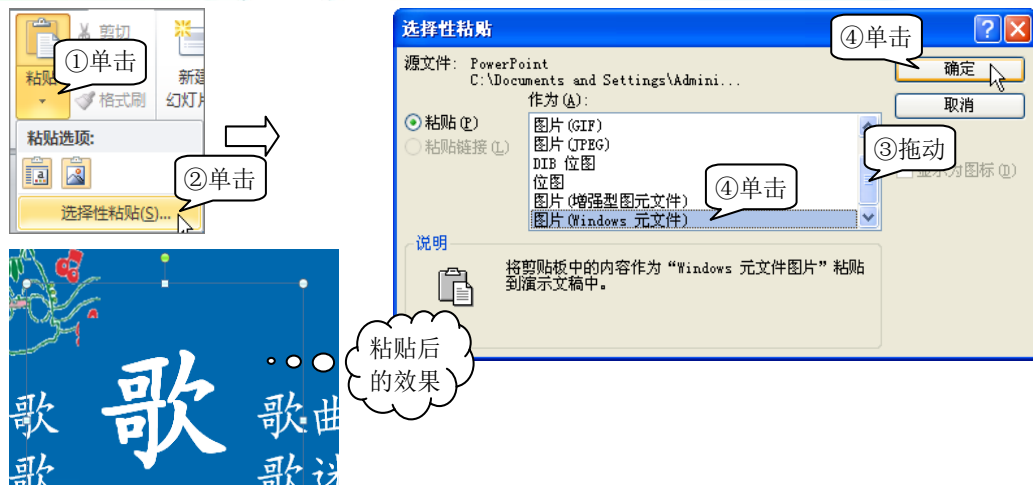 剪切
①单击
粘贴
格式刷
新建
幻灯片
粘贴选项:
②单击
选择性粘贴(S)...
选择性粘贴
④单击
源文件: PowerPoint
C:\Documents and Settings\Admini...
作为(A):
确定
取消
粘贴(P)
粘贴链接(L)
图片(GIF)
图片(JPEG)
DIB 位图
位图
图片(增强型图元文件)
图片(Windows 元文件)
③拖动
④单击
显示为图标(D)
说明
将剪贴板中的内容作为“Windows 元文件图片”粘贴
到演示文稿中。
粘贴后
的效果
歌
歌 歌曲
歌 歌迷